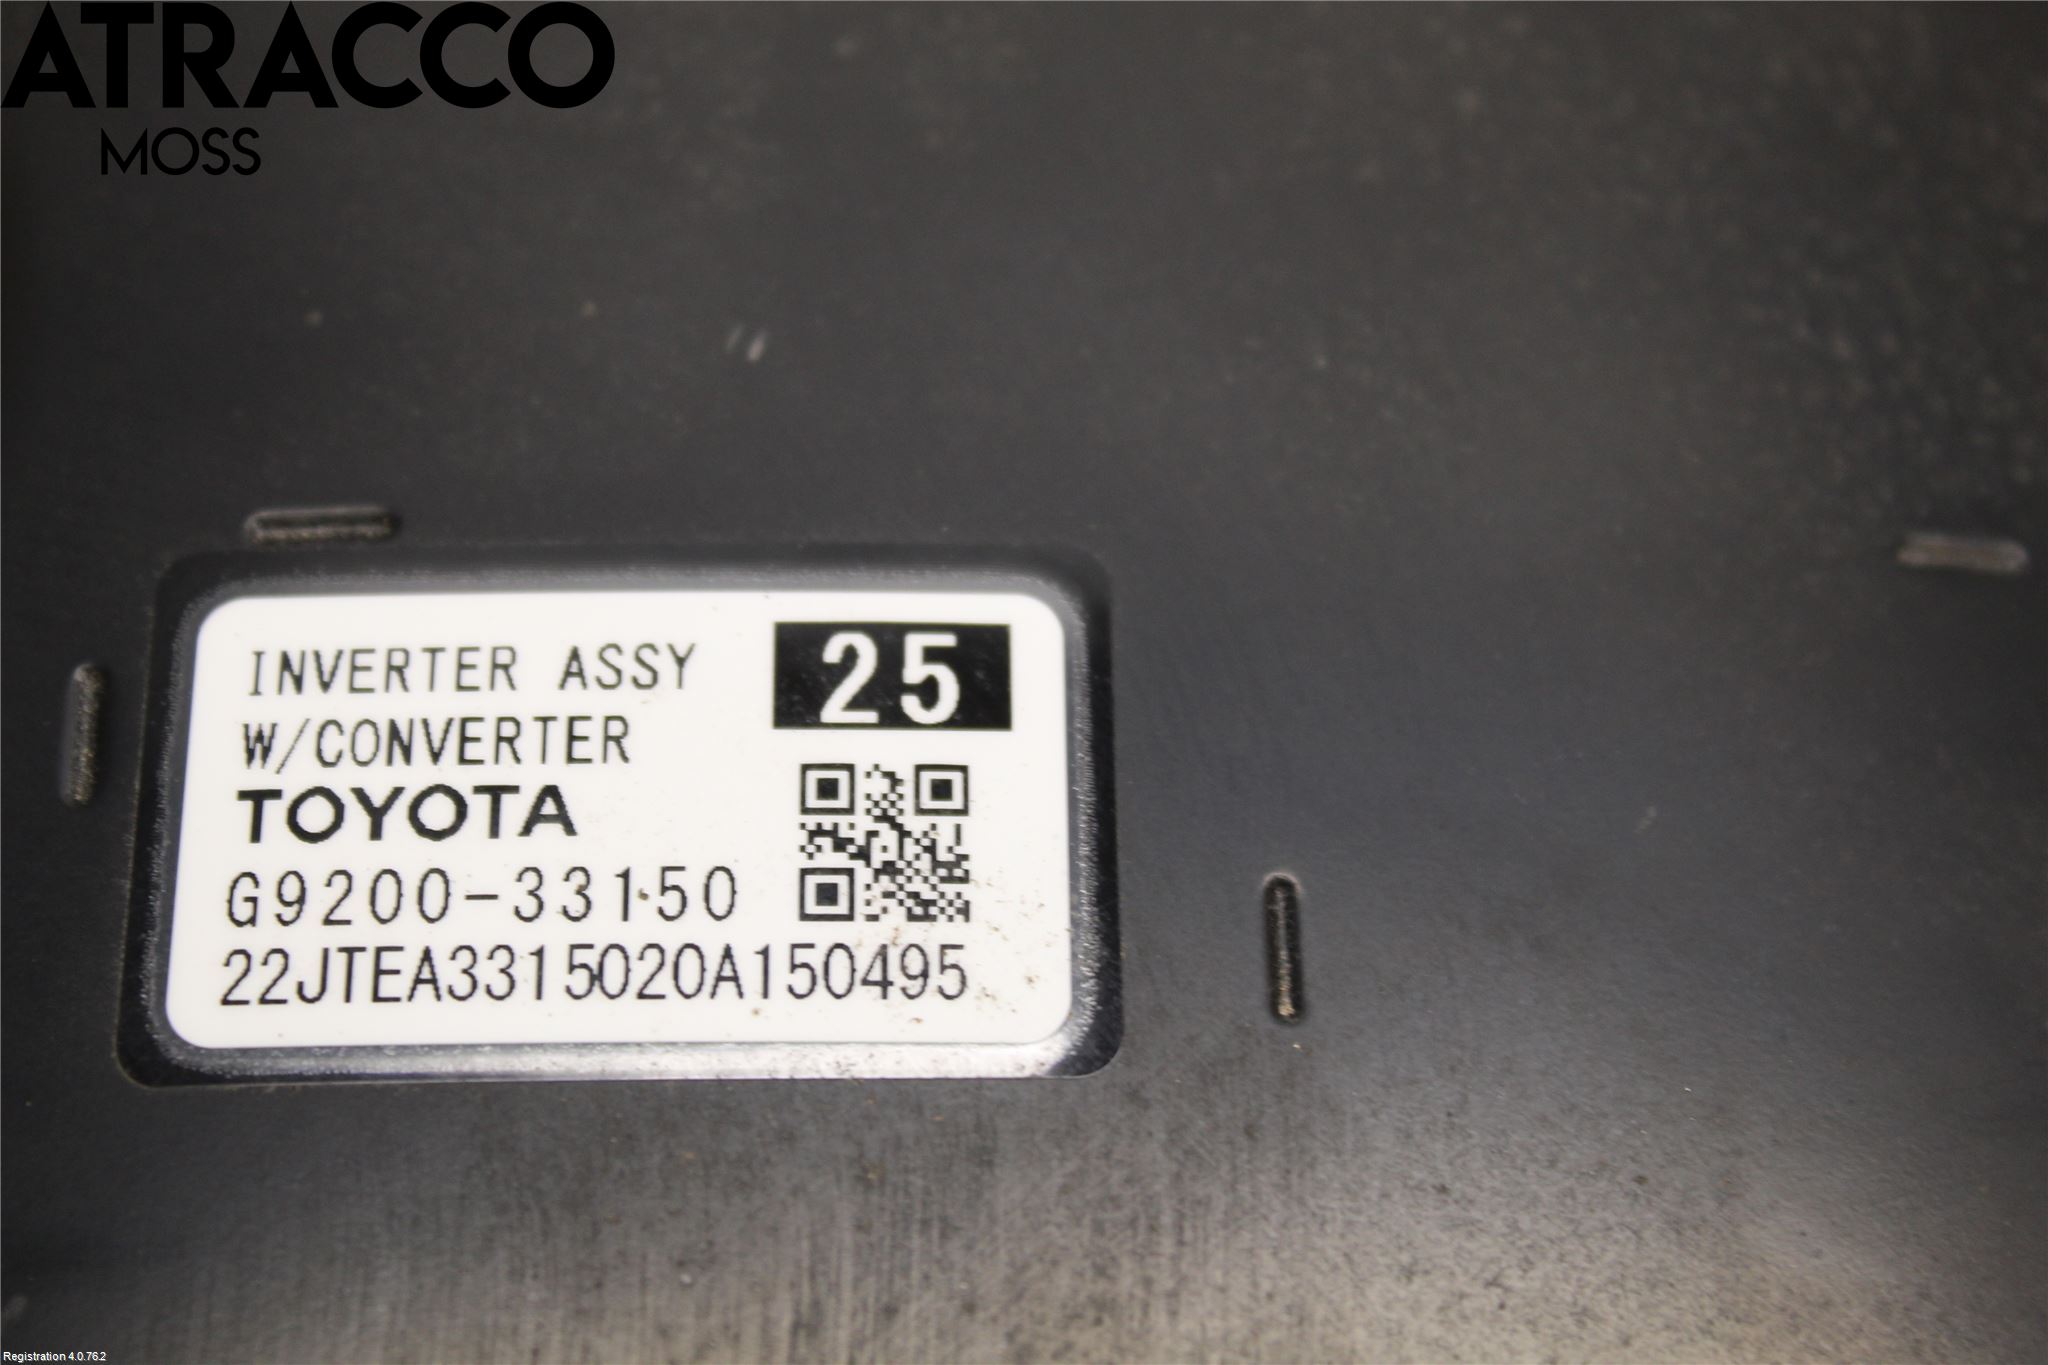 ATRACCO
MOSS
INVERTER ASSY
25
W/CONVERTER
TOYOTA
G9200-33150
22JTEA3315020A150495
Registration 4.0.76.2